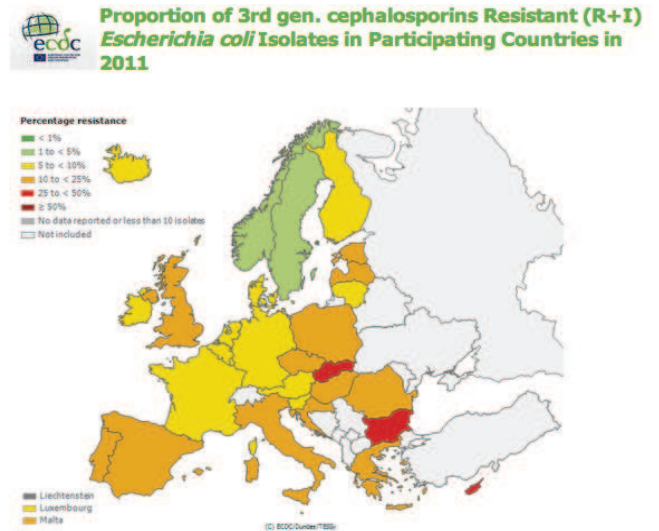 Proportion of 3rd gen. cephalosporins Resistant (R+I)
Escherichia coli Isolates in Participating Countries in
2011
ecdc
Percentage resistance
< 1%
1 to < 5%
5 to < 10%
10 to < 25%
25 to < 50%
≥ 50%
No data reported or less than 10 isolates
Not included
Liechtenstein
Luxembourg
Malta
(C) ECDC/Dundas/TESSy